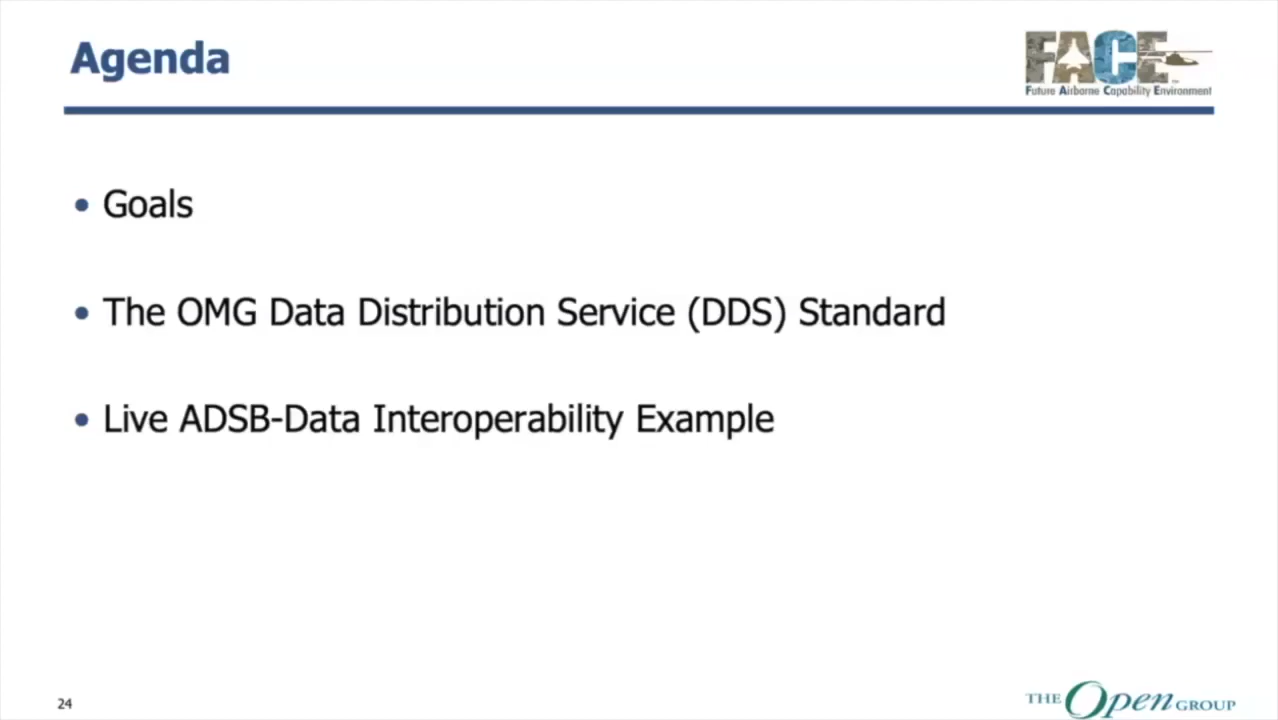 Agenda
FACE
Future Airborne Capability Environment
• Goals
• The OMG Data Distribution Service (DDS) Standard
• Live ADSB-Data Interoperability Example
24
THE Open GROUP